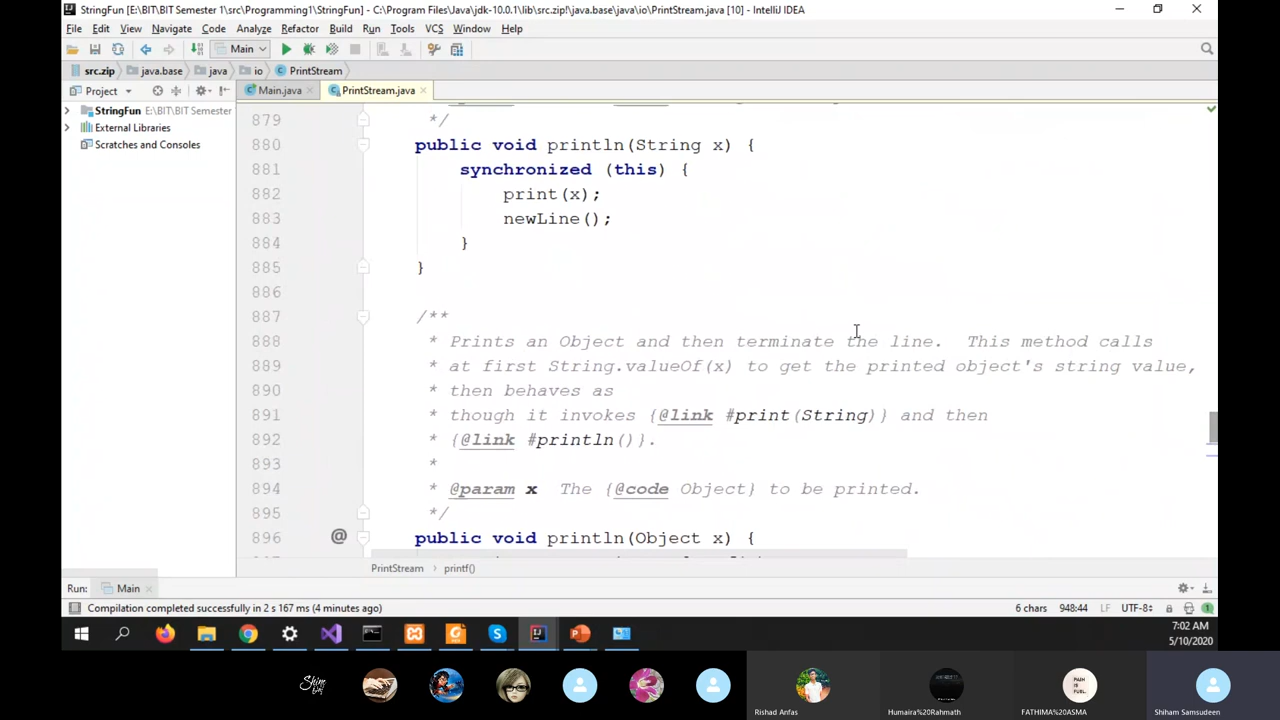 StringFun [E:\BIT\BIT Semester 1\src\Programming1\StringFun] - C:\Program Files\Java\jdk-10.0.1\lib\src.zip!\java.base\java\io\PrintStream.java [10] - IntelliJ IDEA
File Edit View Navigate Code Analyze Refactor Build Run Tools VCS Window Help
Main
src.zip java.base java io PrintStream
Project Main.java PrintStream.java
StringFun E:\BIT\BIT Semester
External Libraries
Scratches and Consoles
879 */
880 public void println(String x) {
881 synchronized (this) {
882 print(x);
883 newLine();
884 }
885 }
886
887 /**
888 * Prints an Object and then terminate the line.  This method calls
889 * at first String.valueOf(x) to get the printed object's string value,
890 * then behaves as
891 * though it invokes {@link #print(String)} and then
892 * {@link #println()}.
893 *
894 * @param x  The {@code Object} to be printed.
895 */
896 @ public void println(Object x) {
PrintStream printf()
Run: Main
Compilation completed successfully in 2 s 167 ms (4 minutes ago) 6 chars 948:44 LF UTF-8 1
7:02 AM
5/10/2020
Shim
Rishad Anfas Humaira%20Rahmath FATHIMA%20ASMA Shiham Samsudeen